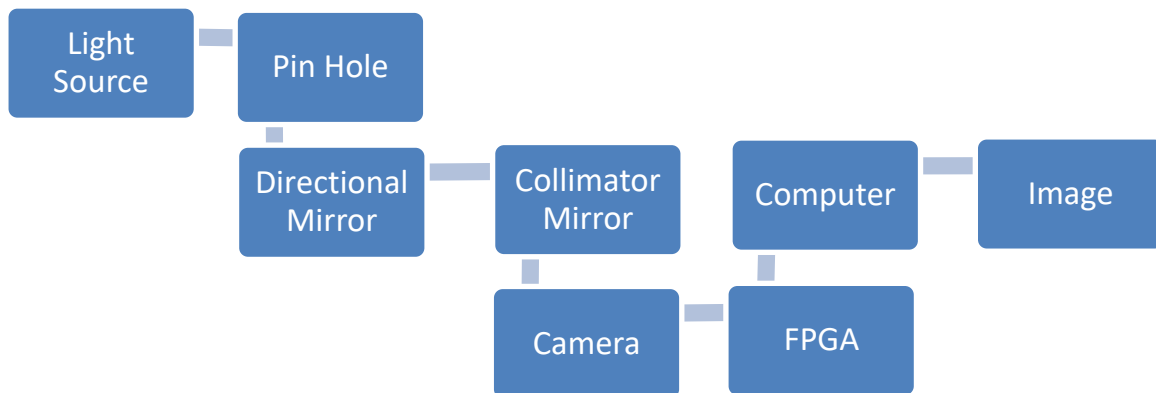 Light
Source
Pin Hole
Directional
Mirror
Collimator
Mirror
Camera
FPGA
Computer
Image